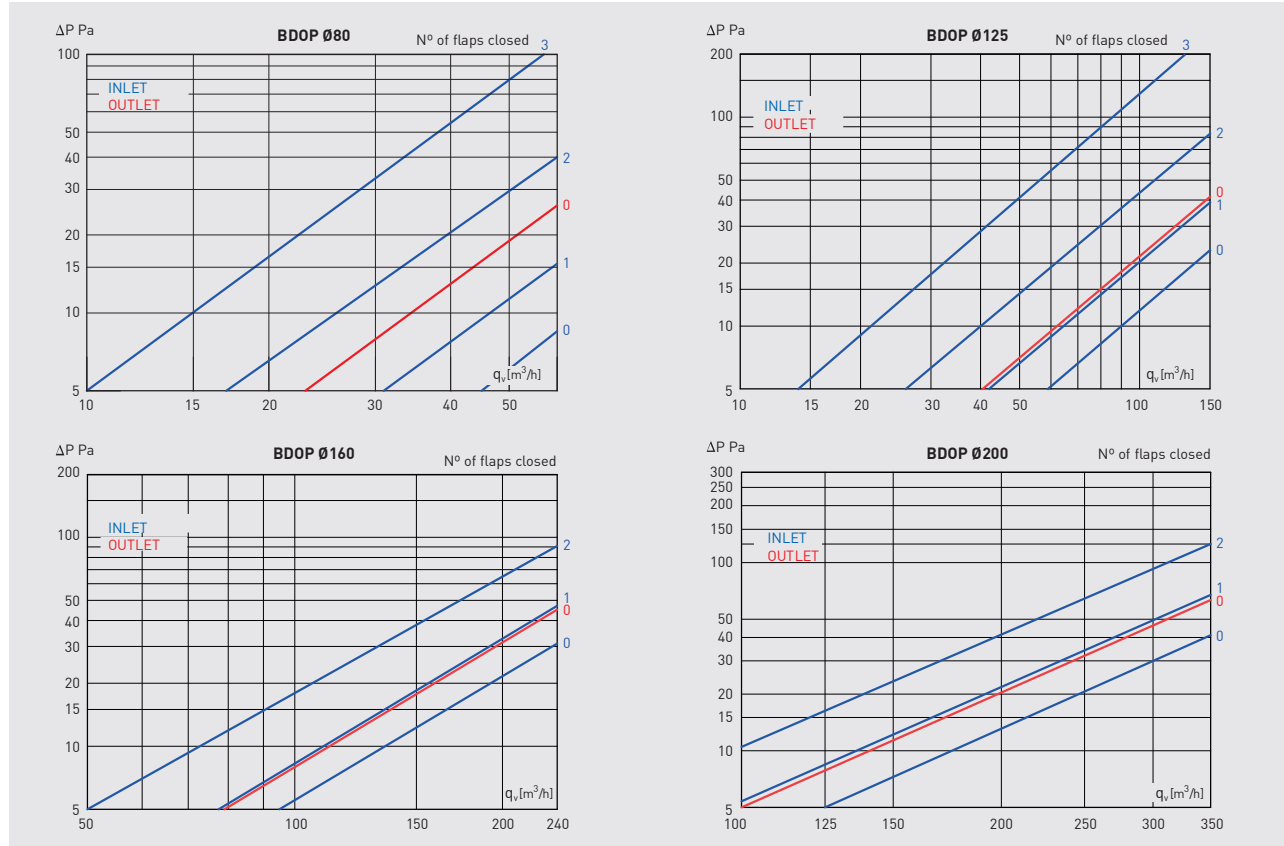 ΔP Pa
BDOP Ø80
Nº of flaps closed
3
100
INLET
OUTLET
50
40
2
30
0
20
15
1
10
0
qv[m³/h]
5
10 15 20 30 40 50
ΔP Pa
BDOP Ø125
Nº of flaps closed
3
200
INLET
100
OUTLET
2
50
0
40
1
20
0
15
10
qv[m³/h]
5
10 15 20 30 40 50 100 150
ΔP Pa
BDOP Ø160
Nº of flaps closed
200
INLET
100
OUTLET
2
50
1
40
0
30
0
20
15
10
qv[m³/h]
5
50 100 150 200 240
ΔP Pa
BDOP Ø200
Nº of flaps closed
300
250
200
150
INLET
2
100
OUTLET
50
1
40
0
30
0
20
15
10
qv[m³/h]
5
100 125 150 200 250 300 350